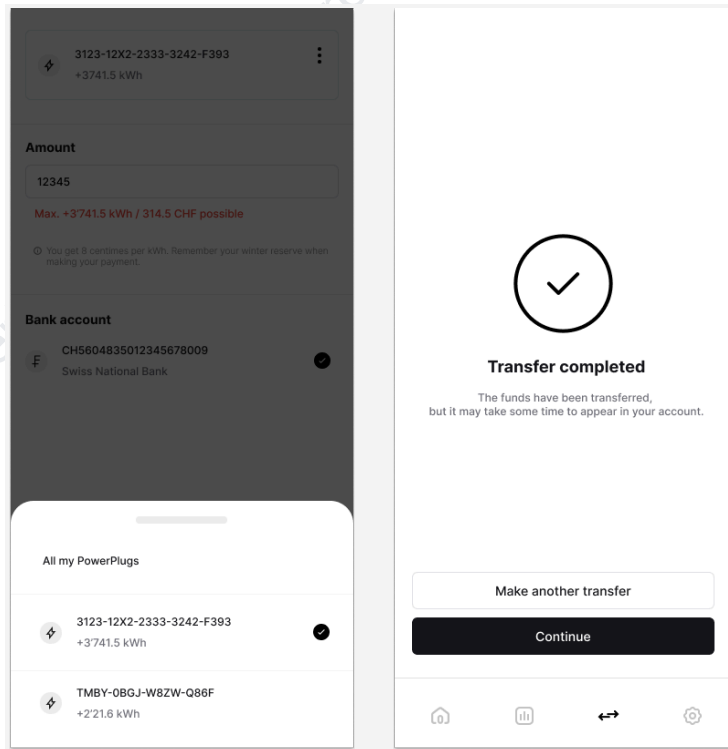 3123-12X2-2333-3242-F393
+3741.5 kWh
Amount
12345
Max. +3'741.5 kWh / 314.5 CHF possible
You get 8 centimes per kWh. Remember your winter reserve when
making your payment.
Bank account
CH5604835012345678009
Swiss National Bank
All my PowerPlugs
3123-12X2-2333-3242-F393
+3'741.5 kWh
TMBY-0BGJ-W8ZW-Q86F
+2'21.6 kWh
Transfer completed
The funds have been transferred,
but it may take some time to appear in your account.
Make another transfer
Continue